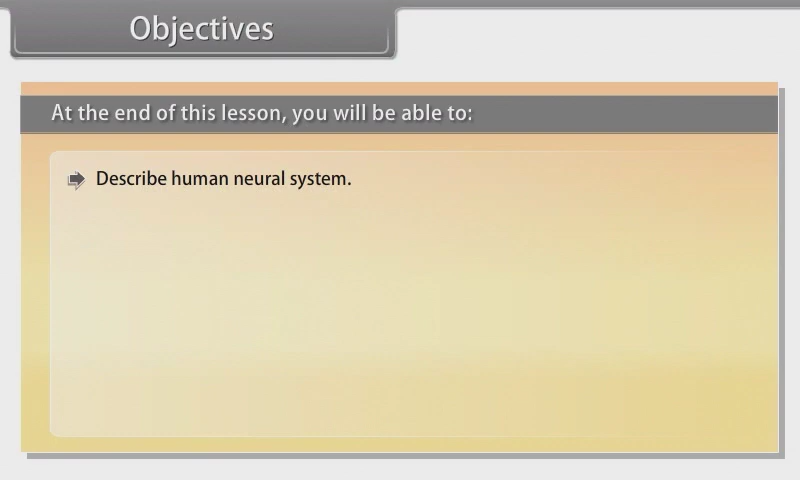 Objectives
At the end of this lesson, you will be able to:
Describe human neural system.